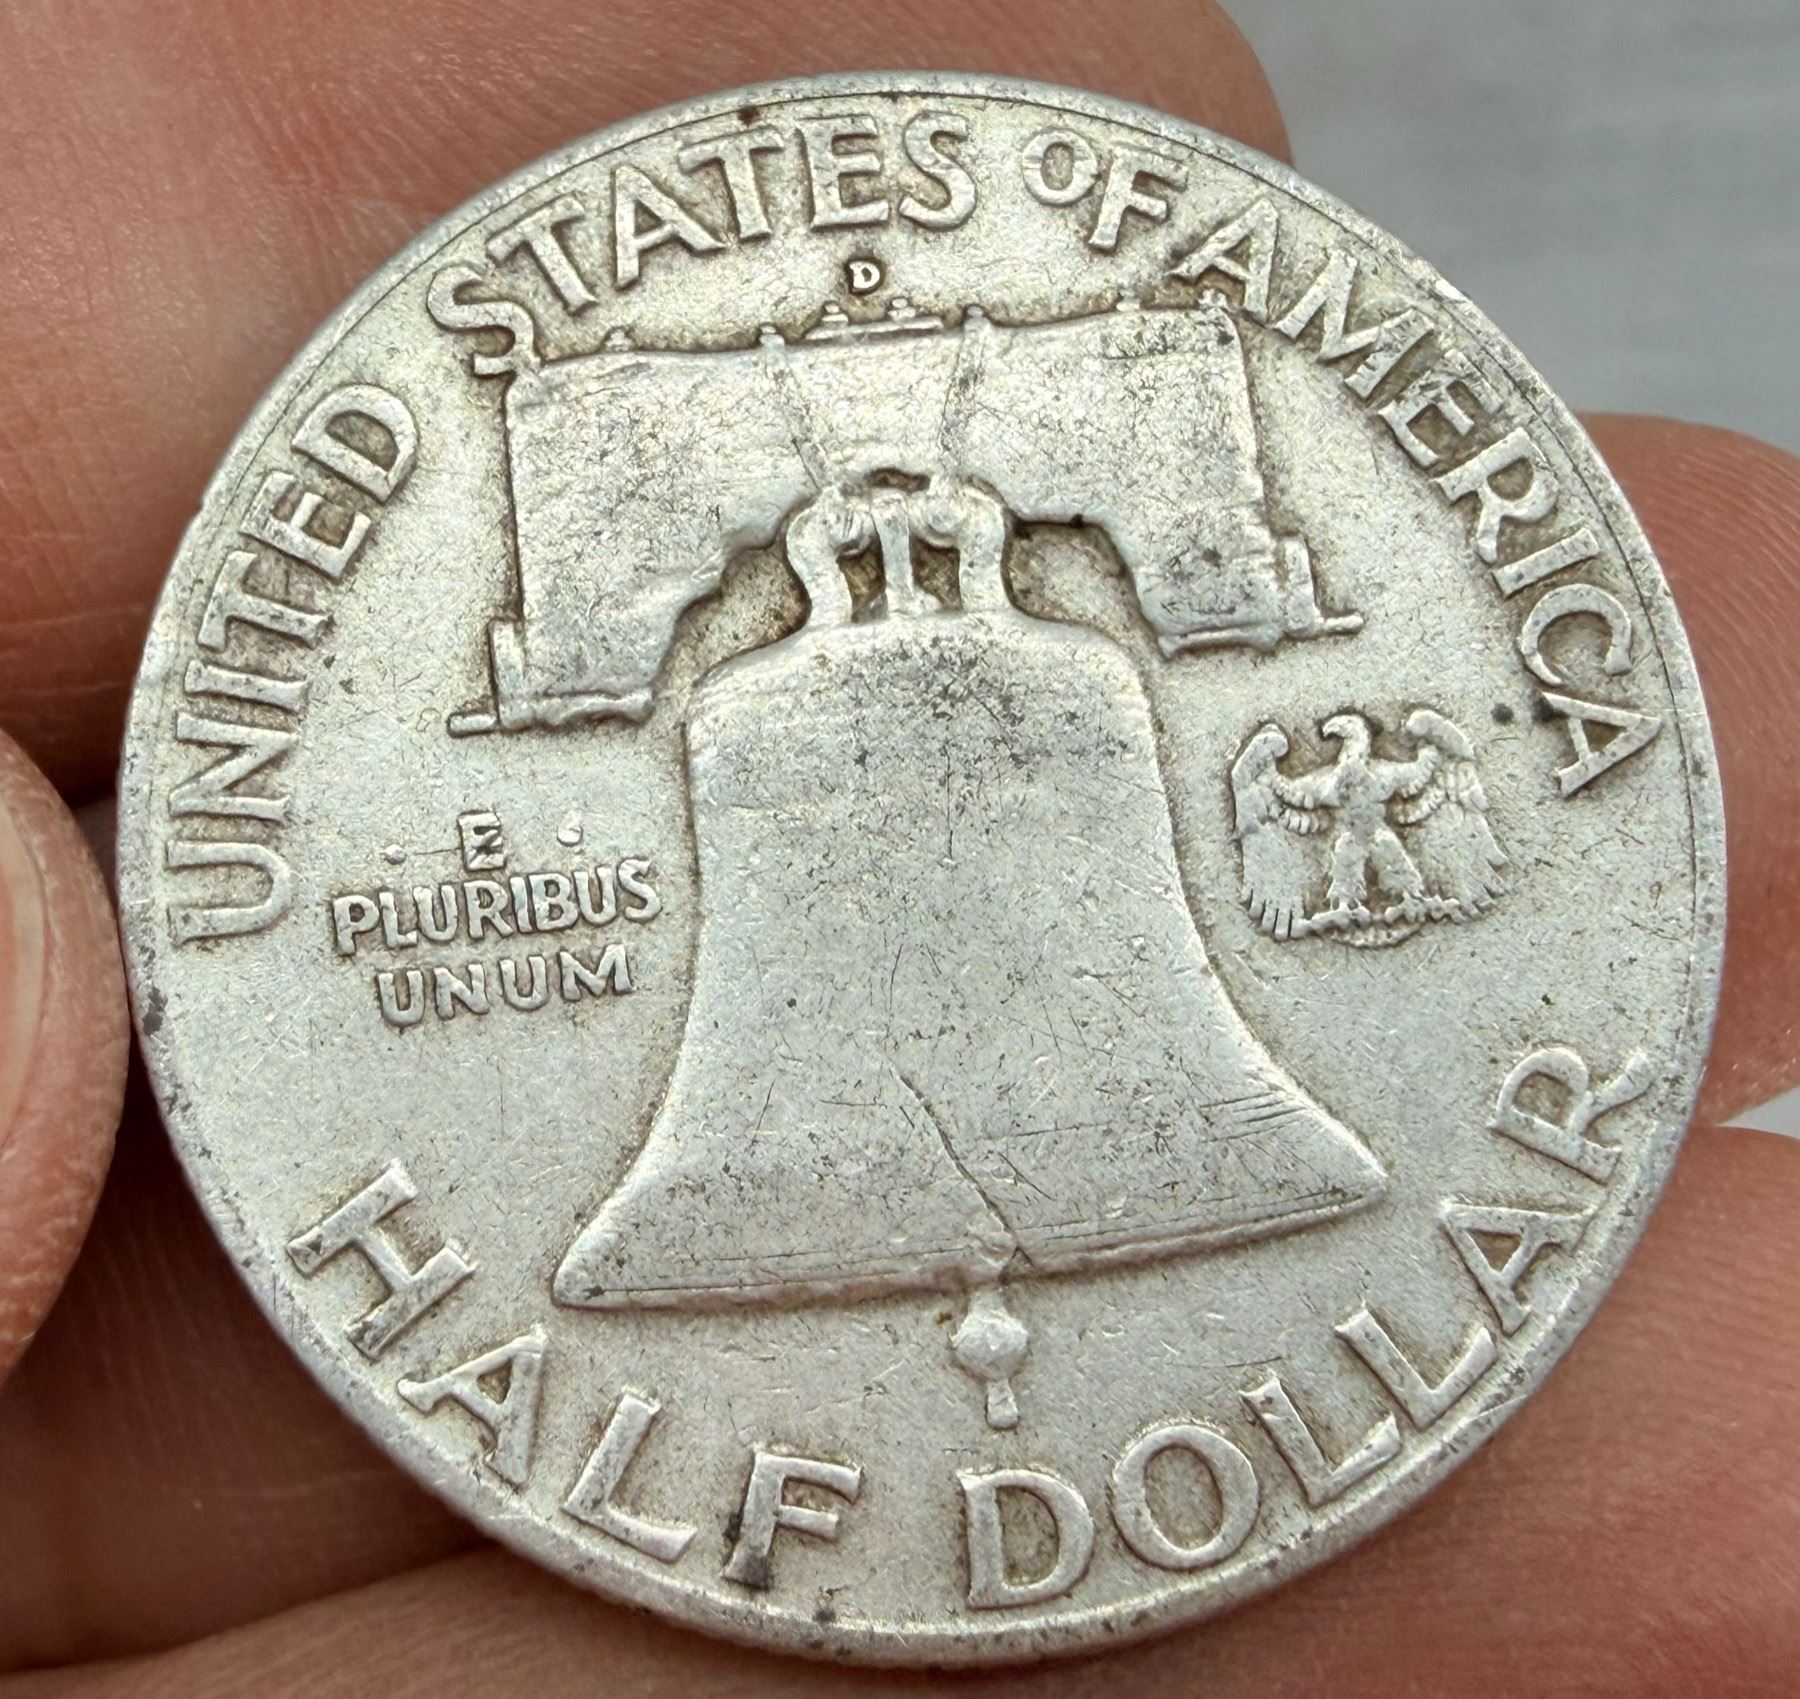 UNITED STATES OF AMERICA
D
E
PLURIBUS
UNUM
HALF DOLLAR